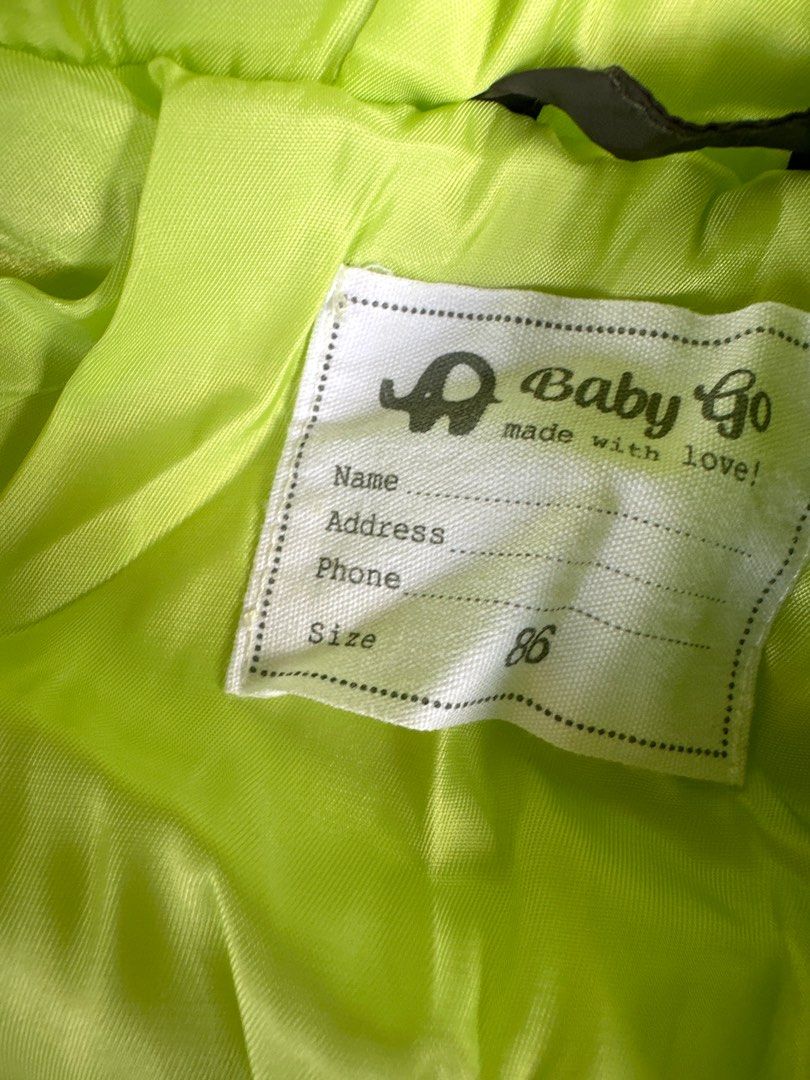 Baby Go
made with love!
Name
Address
Phone
Size 86